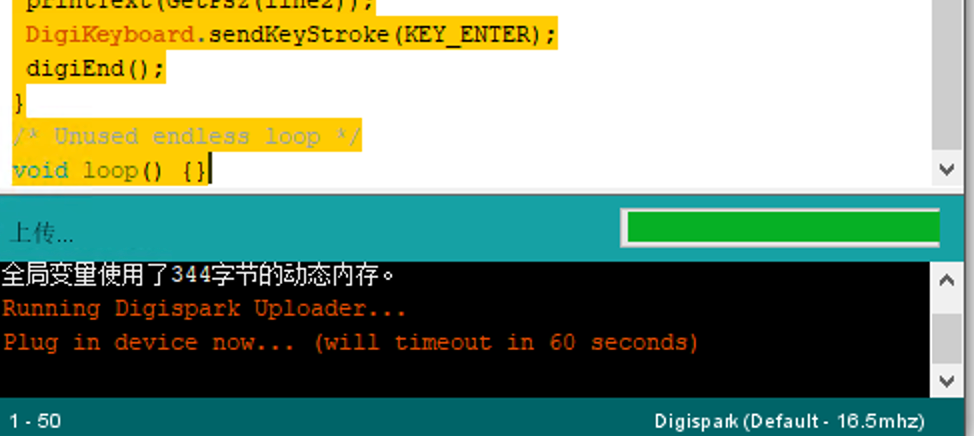 printText(GetPsz(line2));
DigiKeyboard.sendKeyStroke(KEY_ENTER);
digiEnd();
}
/* Unused endless loop */
void loop() {}
上传...
全局变量使用了344字节的动态内存。
Running Digispark Uploader...
Plug in device now... (will timeout in 60 seconds)
1 - 50
Digispark (Default - 16.5mhz)